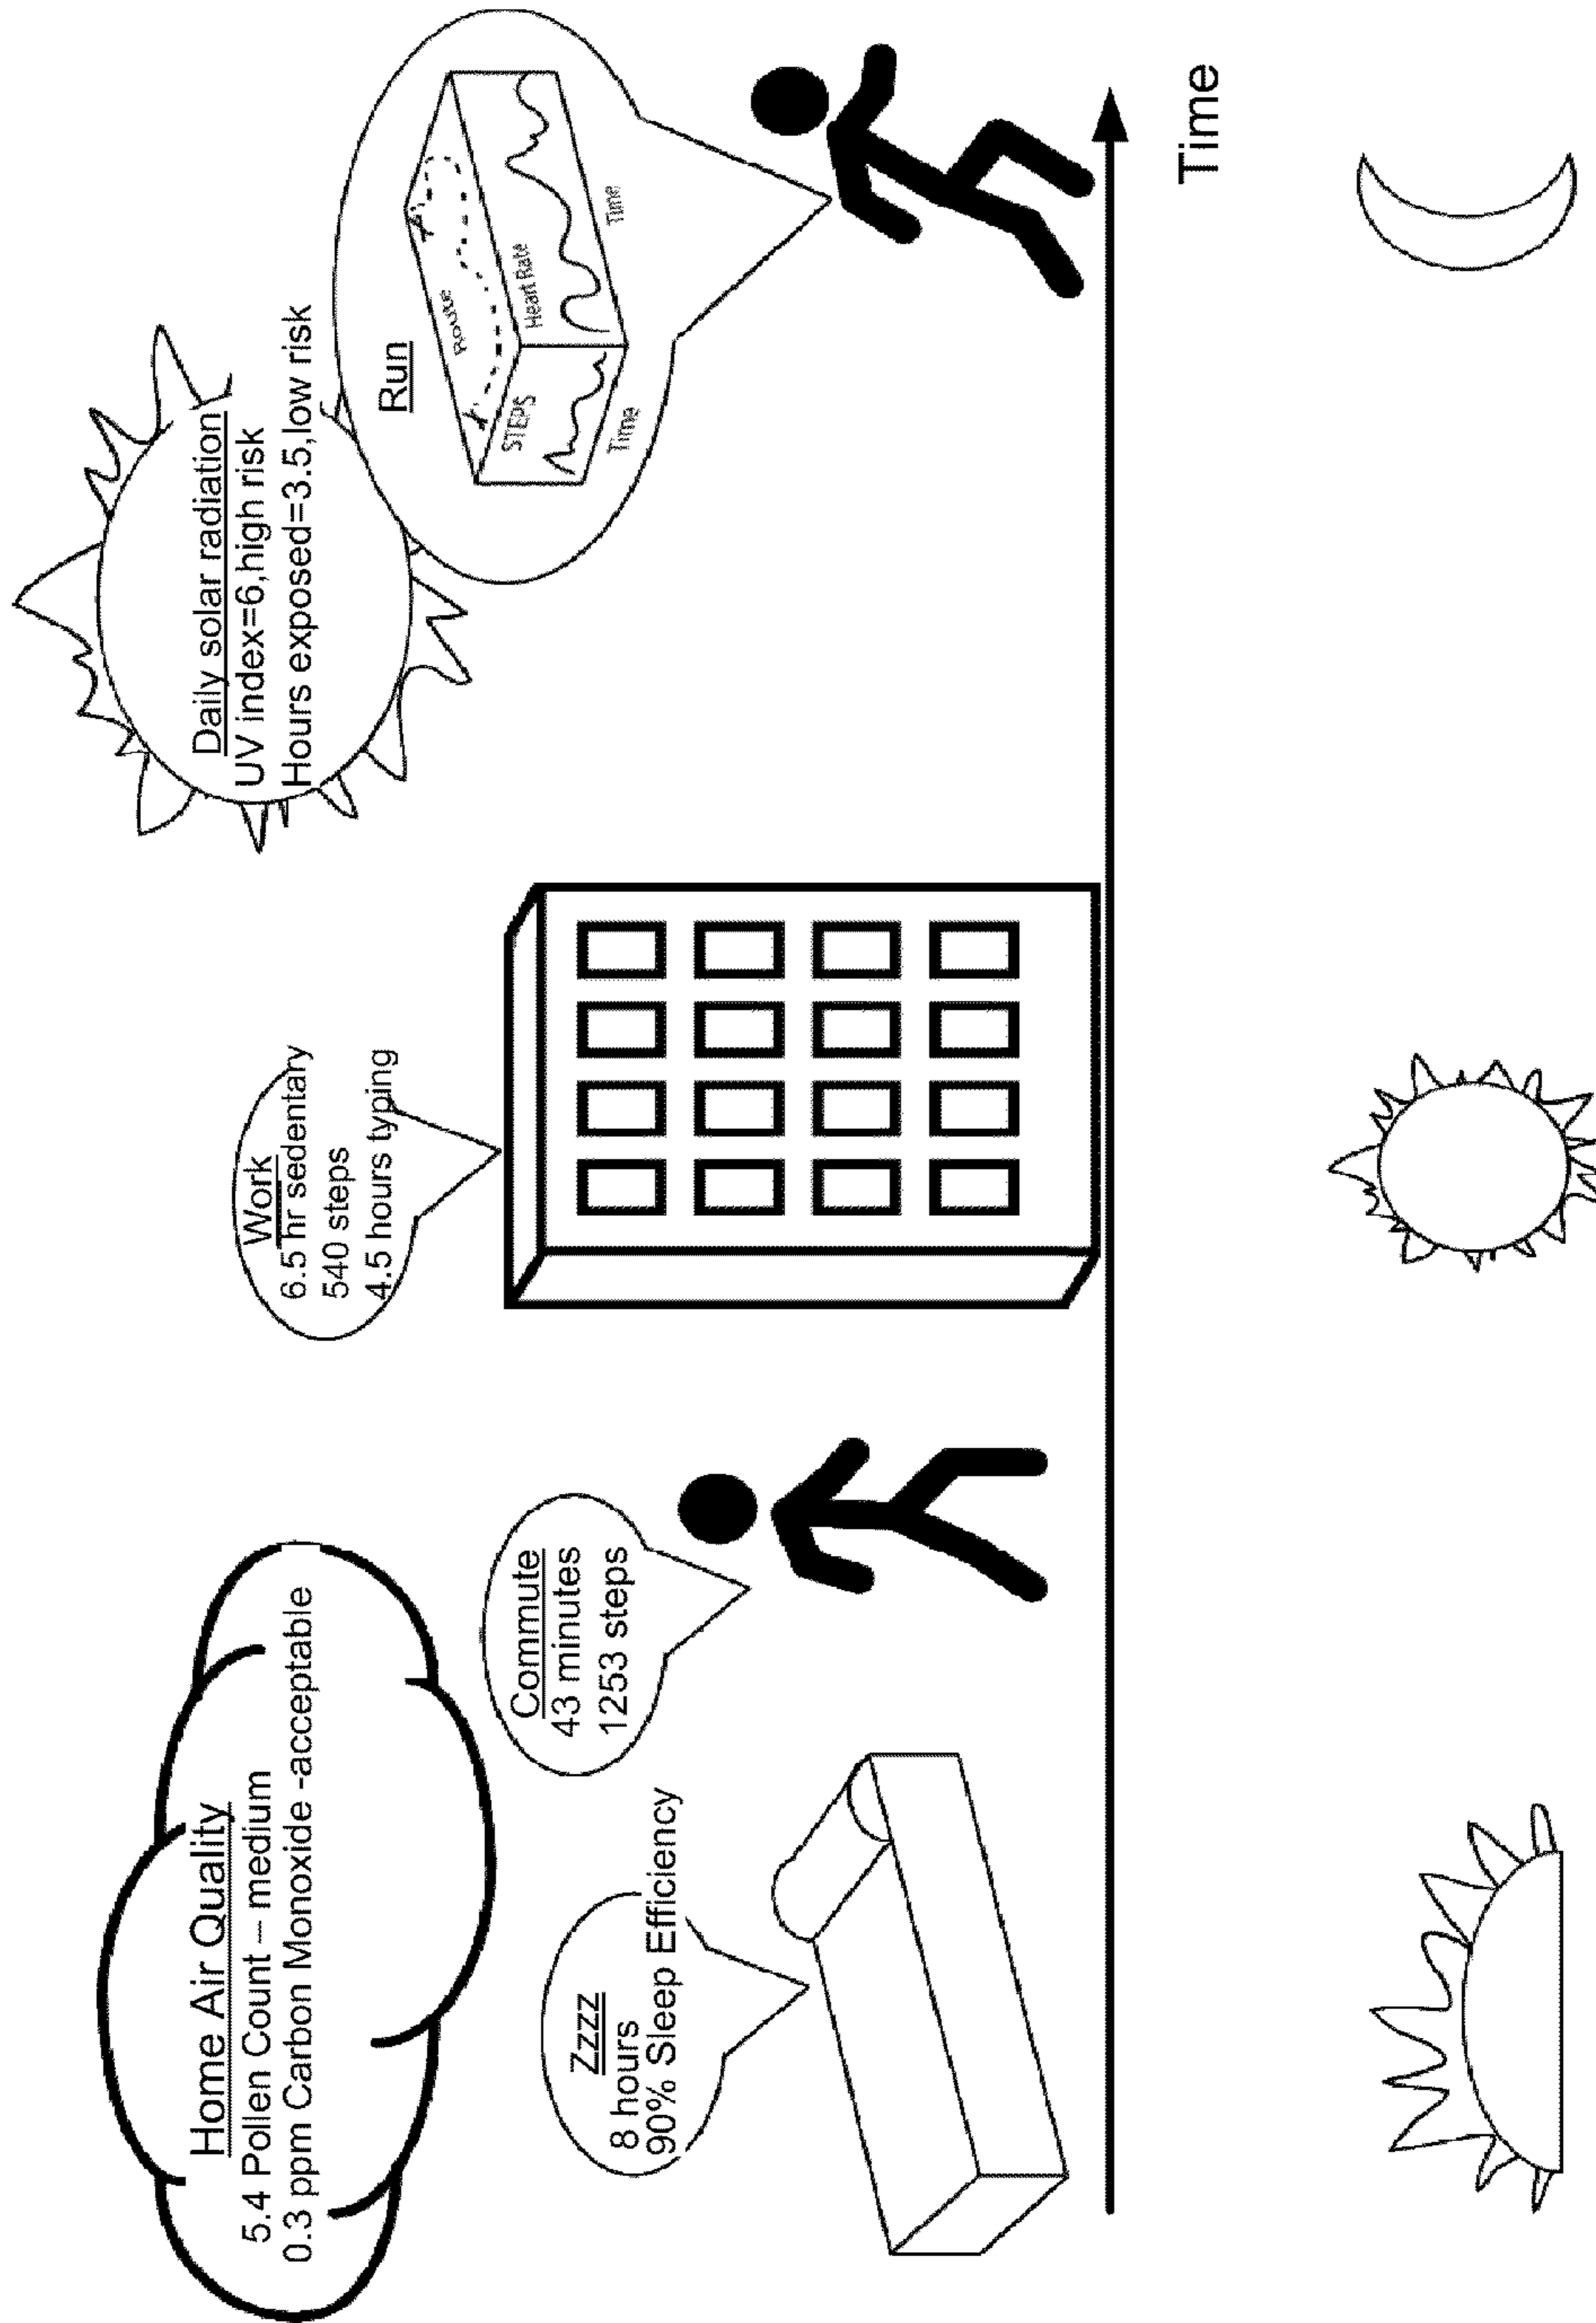 Home Air Quality
5.4 Pollen Count – medium
0.3 ppm Carbon Monoxide -acceptable
Zzzz
8 hours
90% Sleep Efficiency
Commute
43 minutes
1253 steps
Work
6.5 hr sedentary
540 steps
4.5 hours typing
Daily solar radiation
UV index=6,high risk
Hours exposed=3.5,low risk
Run
Route
STEPS
Heart Rate
Time
Time
Time